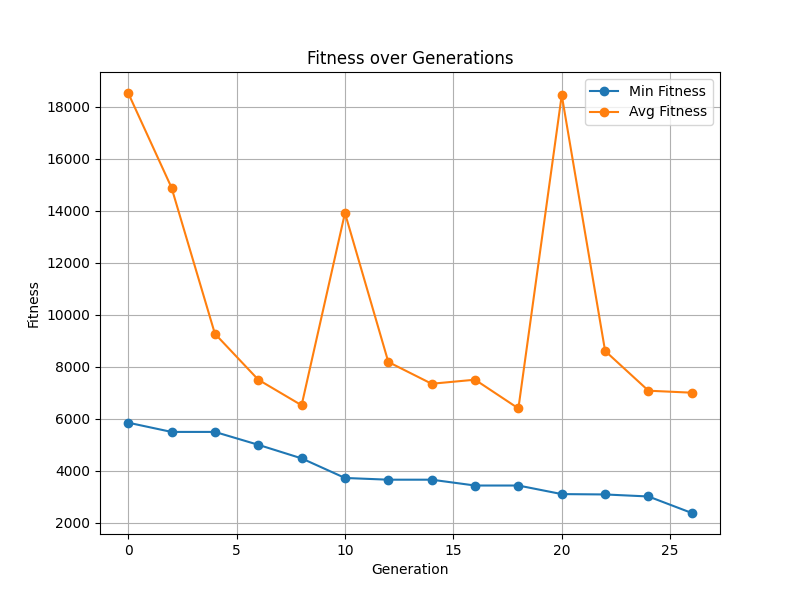 Fitness over Generations
Min Fitness
Avg Fitness
18000
16000
14000
12000
10000
8000
6000
4000
2000
Fitness
0 5 10 15 20 25
Generation